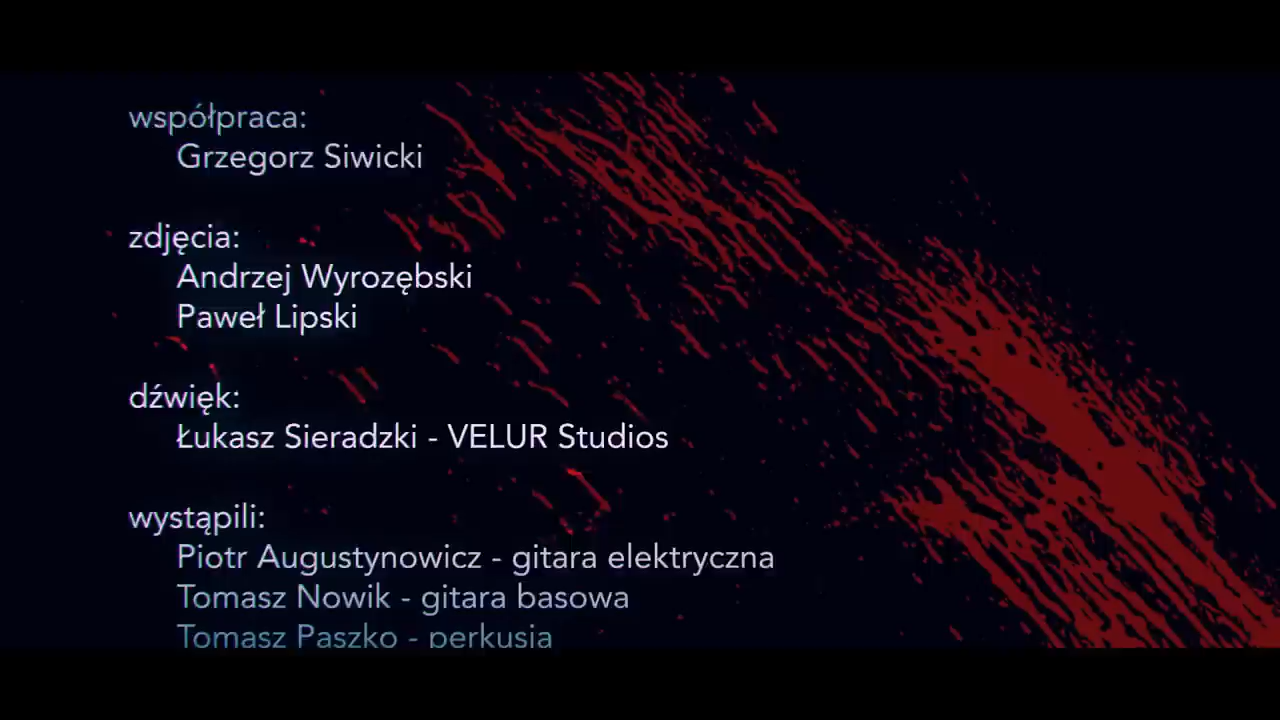 współpraca:
Grzegorz Siwicki
zdjęcia:
Andrzej Wyrozębski
Paweł Lipski
dźwięk:
Łukasz Sieradzki - VELUR Studios
wystąpili:
Piotr Augustynowicz - gitara elektryczna
Tomasz Nowik - gitara basowa
Tomasz Paszko - perkusja